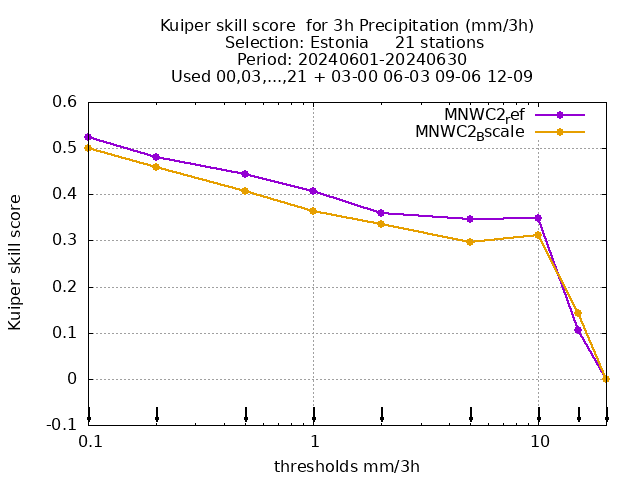 Kuiper skill score  for 3h Precipitation (mm/3h)
Selection: Estonia     21 stations
Period: 20240601-20240630
Used 00,03,...,21 + 03-00 06-03 09-06 12-09
MNWC2ref
MNWC2Bscale
Kuiper skill score
0.6
0.5
0.4
0.3
0.2
0.1
0
-0.1
0.1 1 10
thresholds mm/3h